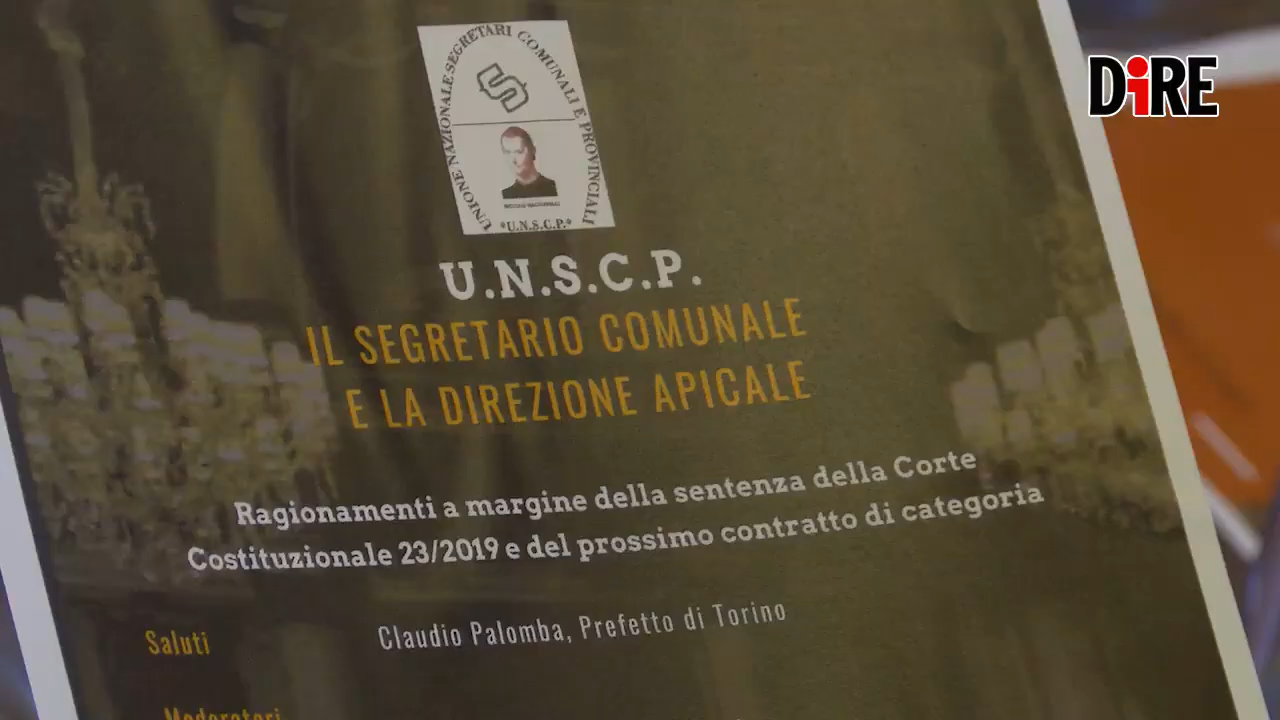 DiRE
UNIONE NAZIONALE SEGRETARI COMUNALI E PROVINCIALI
*U.N.S.C.P.*
U.N.S.C.P.
IL SEGRETARIO COMUNALE
E LA DIREZIONE APICALE
Ragionamenti a margine della sentenza della Corte
Costituzionale 23/2019 e del prossimo contratto di categoria
Saluti Claudio Palomba, Prefetto di Torino
Moderatori